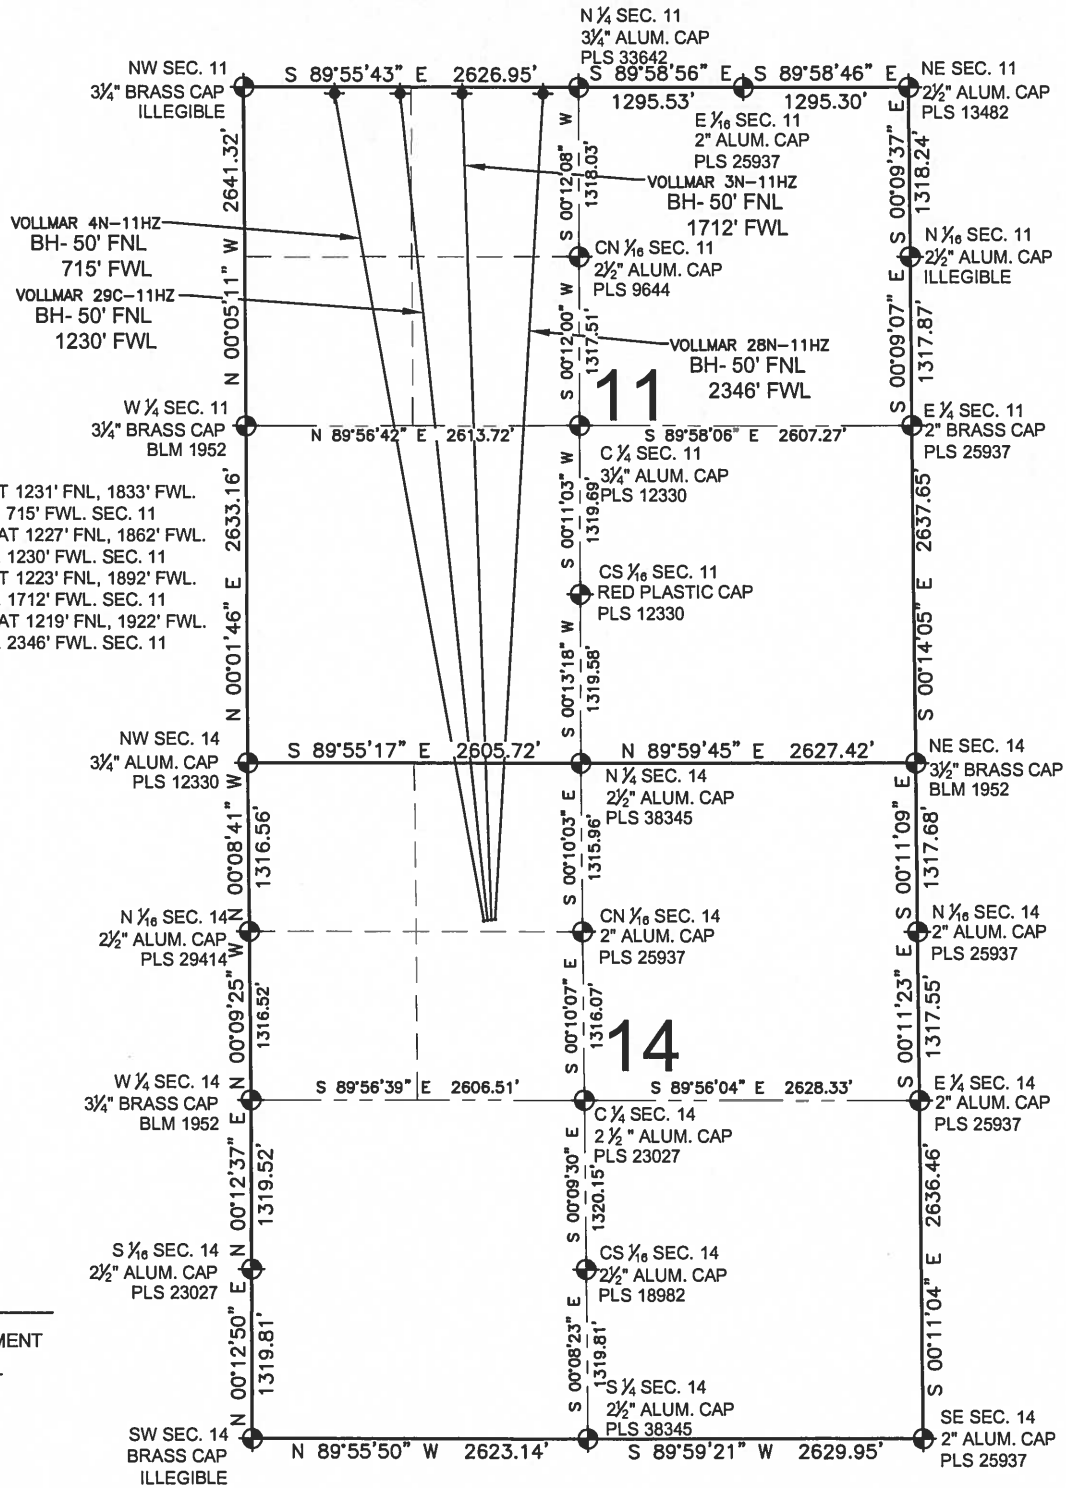 N ¼ SEC. 11
3¼" ALUM. CAP
PLS 33642
NW SEC. 11
3¼" BRASS CAP
ILLEGIBLE
S 89°55'43" E 2626.95'
S 89°58'56" E
1295.53'
S 89°58'46" E
1295.30'
NE SEC. 11
2½" ALUM. CAP
PLS 13482
E 1/16 SEC. 11
2" ALUM. CAP
PLS 25937
N 00°05'11" W 2641.32'
S 00°12'08" W
1318.03'
S 00°09'37" E
1318.24'
VOLLMAR 3N-11HZ
BH- 50' FNL
1712' FWL
VOLLMAR 4N-11HZ
BH- 50' FNL
715' FWL
CN 1/16 SEC. 11
2½" ALUM. CAP
PLS 9644
N 1/16 SEC. 11
2½" ALUM. CAP
ILLEGIBLE
VOLLMAR 29C-11HZ
BH- 50' FNL
1230' FWL
S 00°12'00" W
1317.51'
S 00°09'07" E
1317.87'
VOLLMAR 28N-11HZ
BH- 50' FNL
2346' FWL
11
W ¼ SEC. 11
3¼" BRASS CAP
BLM 1952
N 89°56'42" E 2613.72'
S 89°58'06" E 2607.27'
E ¼ SEC. 11
2" BRASS CAP
PLS 25937
C ¼ SEC. 11
3¼" ALUM. CAP
PLS 12330
T 1231' FNL, 1833' FWL.
715' FWL. SEC. 11
AT 1227' FNL, 1862' FWL.
1230' FWL. SEC. 11
T 1223' FNL, 1892' FWL.
1712' FWL. SEC. 11
AT 1219' FNL, 1922' FWL.
2346' FWL. SEC. 11
N 00°01'46" E 2633.16'
S 00°11'03" W
1319.69'
S 00°14'05" E 2637.65'
CS 1/16 SEC. 11
RED PLASTIC CAP
PLS 12330
S 00°13'18" W
1319.58'
NW SEC. 14
3¼" ALUM. CAP
PLS 12330
S 89°55'17" E 2605.72'
N 89°59'45" E 2627.42'
NE SEC. 14
3½" BRASS CAP
BLM 1952
N ¼ SEC. 14
2½" ALUM. CAP
PLS 38345
N 00°08'41" W
1316.56'
S 00°10'03" E
1315.96'
S 00°11'09" E
1317.68'
N 1/16 SEC. 14
2½" ALUM. CAP
PLS 29414
CN 1/16 SEC. 14
2" ALUM. CAP
PLS 25937
N 1/16 SEC. 14
2" ALUM. CAP
PLS 25937
N 00°09'25" W
1316.52'
S 00°10'07" E
1316.07'
S 00°11'23" E
1317.55'
14
W ¼ SEC. 14
3¼" BRASS CAP
BLM 1952
S 89°56'39" E 2606.51'
S 89°56'04" E 2628.33'
E ¼ SEC. 14
2" ALUM. CAP
PLS 25937
C ¼ SEC. 14
2 ½ " ALUM. CAP
PLS 23027
N 00°12'37" E
1319.52'
S 00°09'30" E
1320.15'
S 00°11'04" E 2636.46'
S 1/16 SEC. 14
2½" ALUM. CAP
PLS 23027
CS 1/16 SEC. 14
2½" ALUM. CAP
PLS 18982
MENT
N 00°12'50" E
1319.81'
S 00°08'23" E
1319.81'
S ¼ SEC. 14
2½" ALUM. CAP
PLS 38345
SW SEC. 14
BRASS CAP
ILLEGIBLE
N 89°55'50" W 2623.14'
S 89°59'21" W 2629.95'
SE SEC. 14
2" ALUM. CAP
PLS 25937